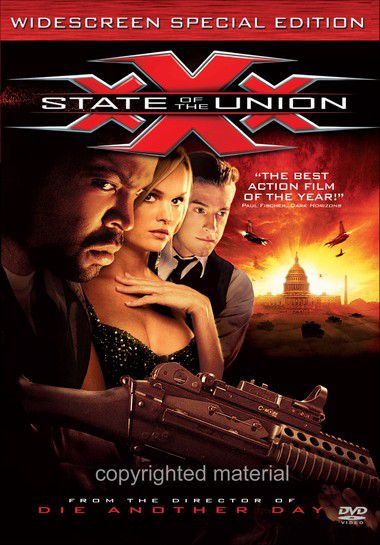 WIDESCREEN SPECIAL EDITION
XXX
STATE OF THE UNION
"THE BEST
ACTION FILM
OF THE YEAR!"
PAUL FISCHER, DARK HORIZONS
copyrighted material
FROM THE DIRECTOR OF
DIE ANOTHER DAY
DVD